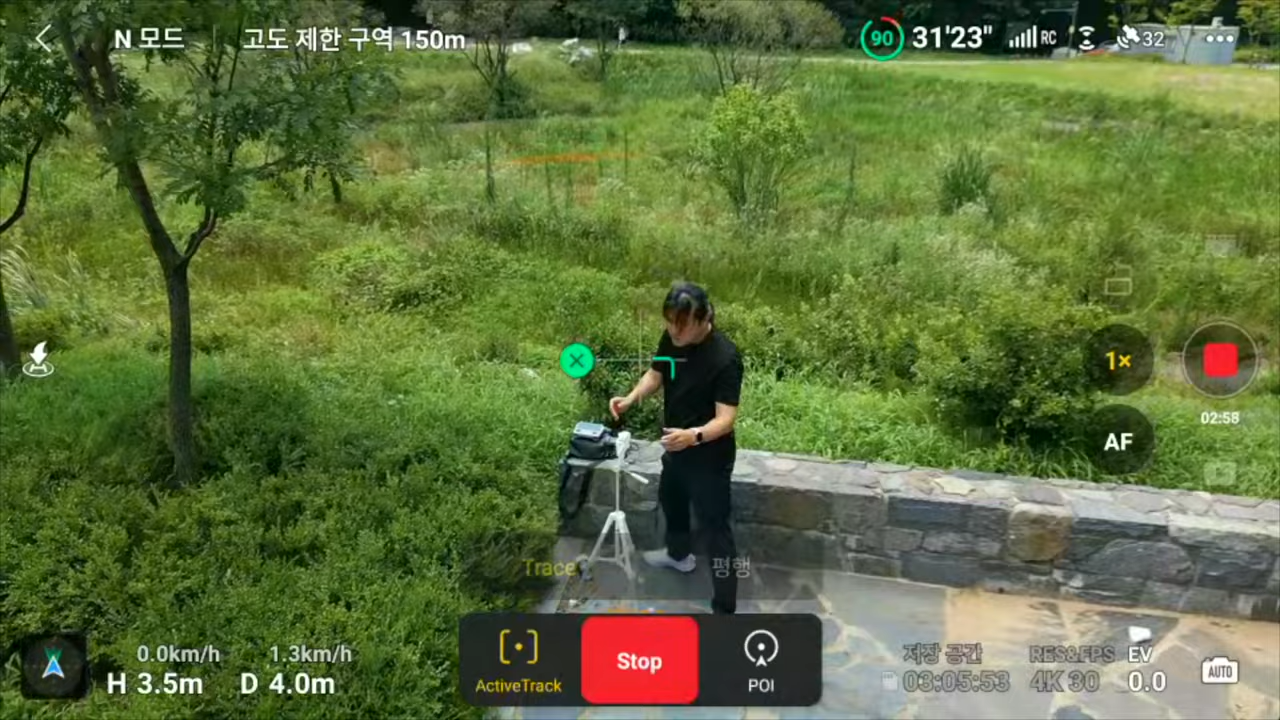 N 모드
고도 제한 구역 150m
90
31'23"
RC
32
1×
02:58
AF
Trace
평행
0.0km/h
1.3km/h
H 3.5m
D 4.0m
ActiveTrack
Stop
POI
저장 공간
03:05:53
RES&FPS
4K 30
EV
0.0
AUTO